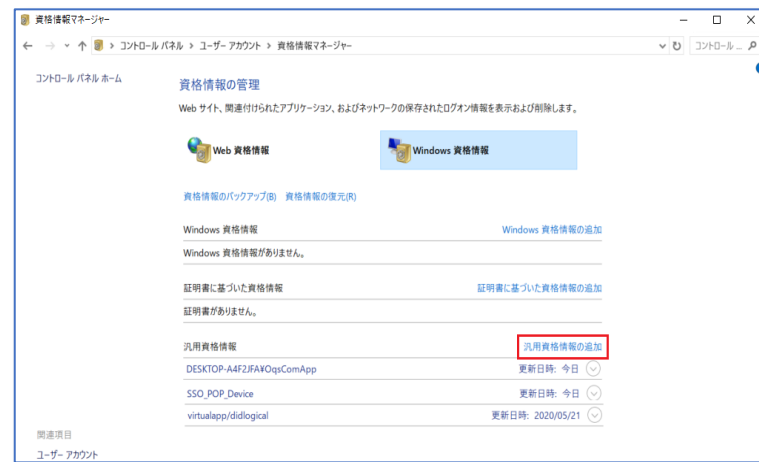 資格情報マネージャー
コントロール パネル > ユーザー アカウント > 資格情報マネージャー
コントロール ...
コントロール パネル ホーム
資格情報の管理
Web サイト、関連付けられたアプリケーション、およびネットワークの保存されたログオン情報を表示および削除します。
Web 資格情報
Windows 資格情報
資格情報のバックアップ(B) 資格情報の復元(R)
Windows 資格情報 Windows 資格情報の追加
Windows 資格情報がありません。
証明書に基づいた資格情報 証明書に基づいた資格情報の追加
証明書がありません。
汎用資格情報 汎用資格情報の追加
DESKTOP-A4F2JFA¥OqsComApp 更新日時: 今日
SSO_POP_Device 更新日時: 今日
virtualapp/didlogical 更新日時: 2020/05/21
関連項目
ユーザー アカウント